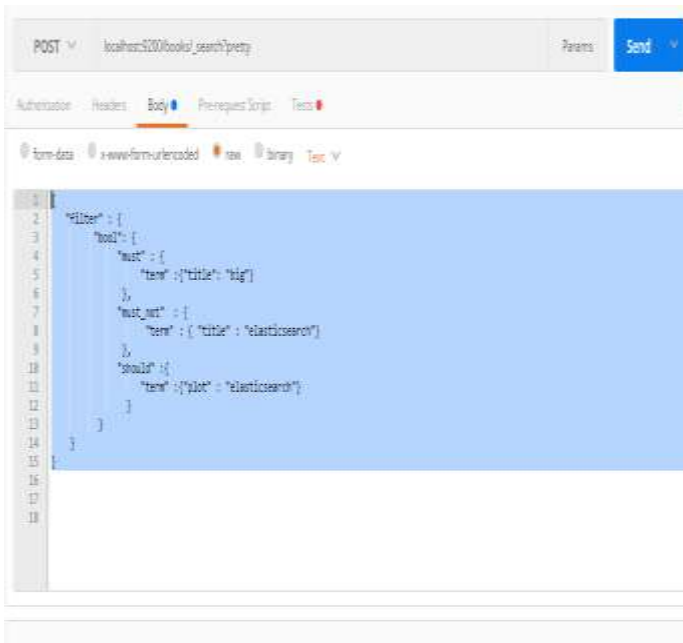 POST localhost:9200/books/_search?pretty Params Send
Authorization Headers Body Pre-request Script Tests
form-data x-www-form-urlencoded raw binary Text
1 {
2 "filter" : {
3 "bool": {
4 "must" : {
5 "term" :{"title": "big"}
6 },
7 "must_not" : {
8 "term" : { "title" : "elasticsearch"}
9 },
10 "should" :{
11 "term" :{"plot" : "elasticsearch"}
12 }
13 }
14 }
15 }
16
17
18